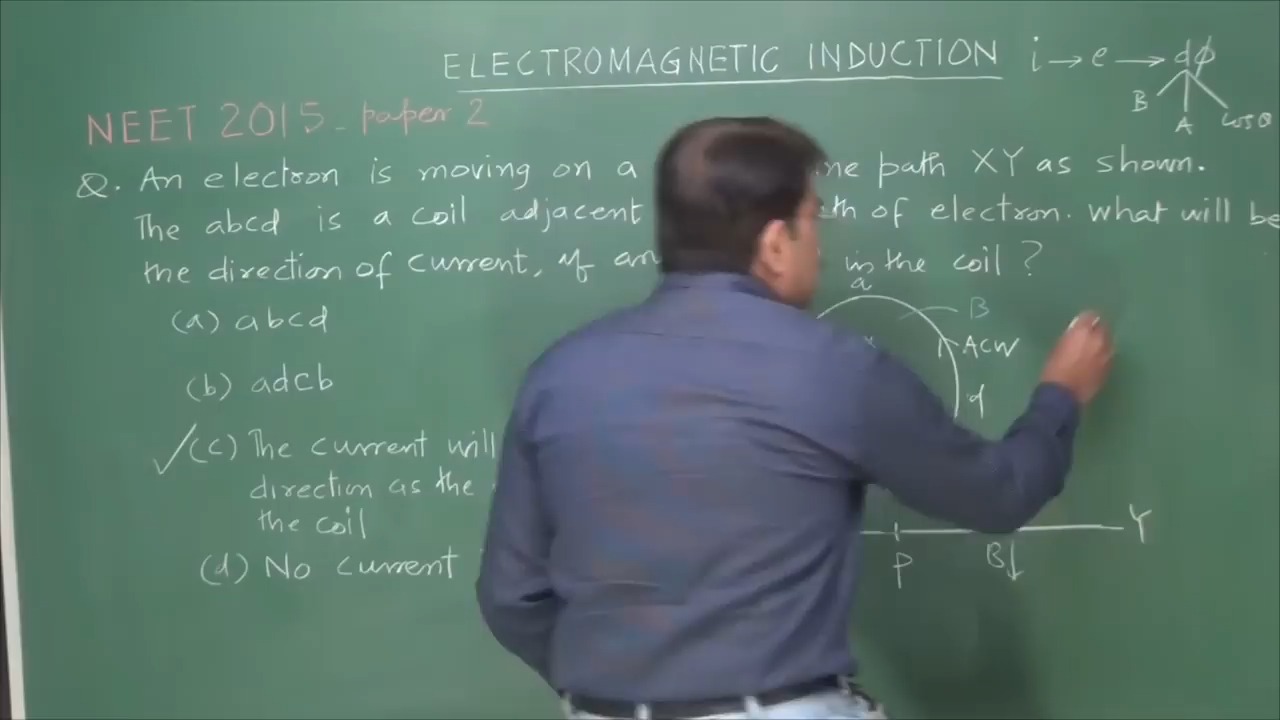 ELECTROMAGNETIC INDUCTION i → e → dϕ
B A cosθ
NEET 2015 - paper 2
Q. An electron is moving on a path XY as shown.
The abcd is a coil adjacent of electron. What will be
the direction of current, if an in the coil ?
(a) abcd
(b) adcb
✓(c) The current will
direction as the
the coil
(d) No current
a
B
ACW
d
Y
P
B↓